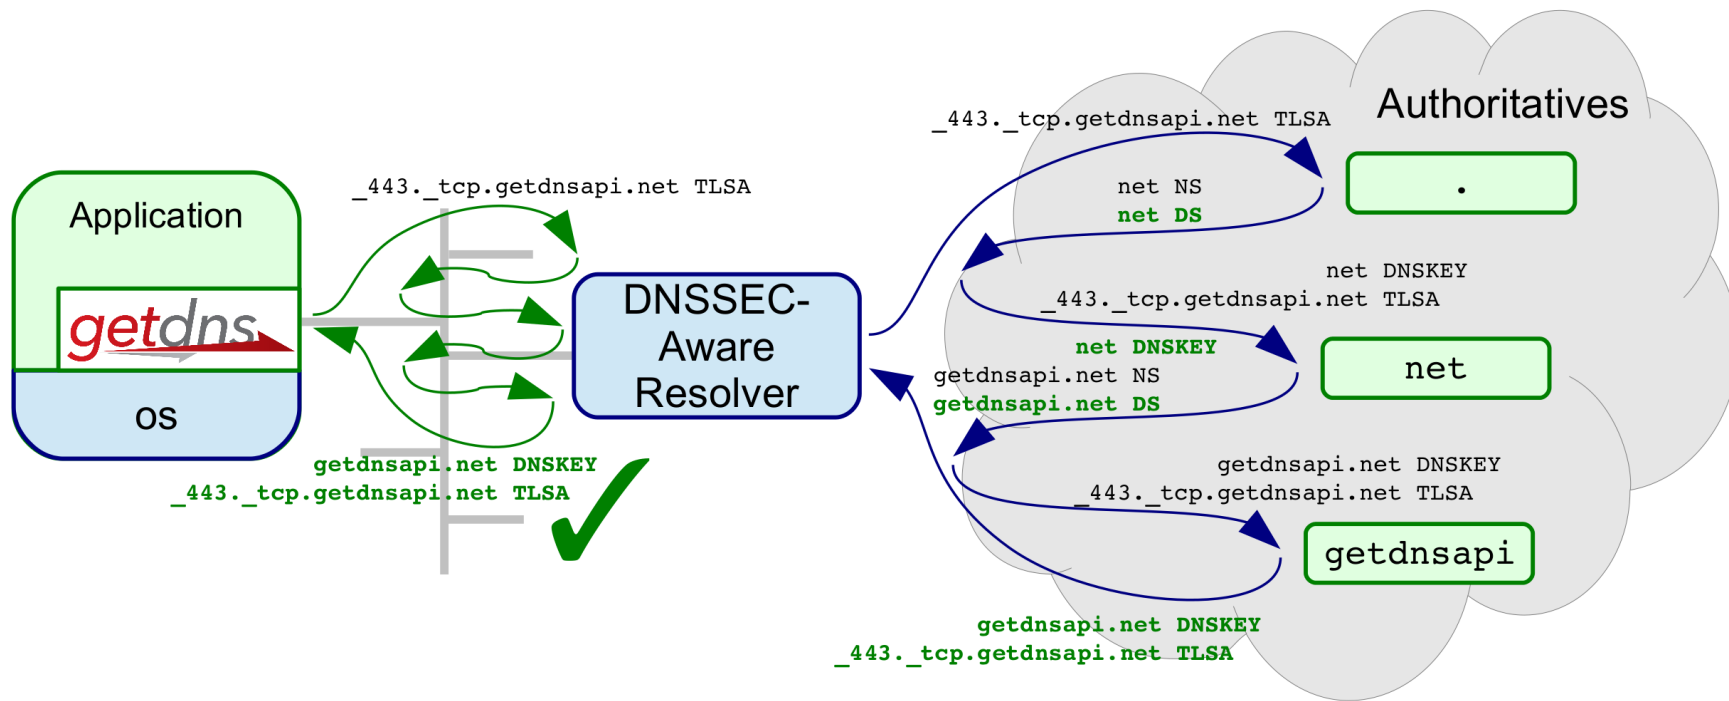 Application
getdns
os
_443._tcp.getdnsapi.net TLSA
getdnsapi.net DNSKEY
_443._tcp.getdnsapi.net TLSA
DNSSEC-
Aware
Resolver
Authoritatives
_443._tcp.getdnsapi.net TLSA
.
net NS
net DS
net DNSKEY
_443._tcp.getdnsapi.net TLSA
net
net DNSKEY
getdnsapi.net NS
getdnsapi.net DS
getdnsapi.net DNSKEY
_443._tcp.getdnsapi.net TLSA
getdnsapi
getdnsapi.net DNSKEY
_443._tcp.getdnsapi.net TLSA